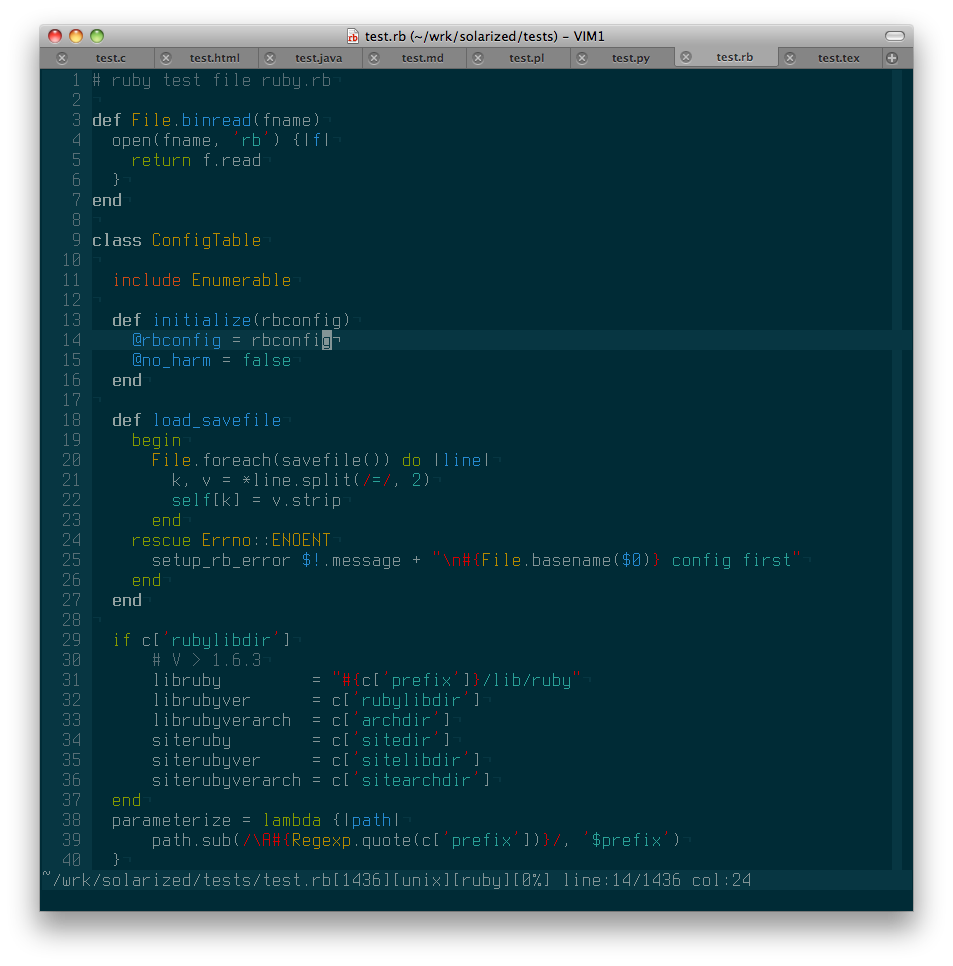 test.rb (~/wrk/solarized/tests) – VIM1
test.c test.html test.java test.md test.pl test.py test.rb test.tex
1 # ruby test file ruby.rb¬
2 ¬
3 def File.binread(fname)¬
4   open(fname, 'rb') {|f|¬
5     return f.read¬
6   }¬
7 end¬
8 ¬
9 class ConfigTable¬
10 ¬
11   include Enumerable¬
12 ¬
13   def initialize(rbconfig)¬
14     @rbconfig = rbconfig¬
15     @no_harm = false¬
16   end¬
17 ¬
18   def load_savefile¬
19     begin¬
20       File.foreach(savefile()) do |line|¬
21         k, v = *line.split(/=/, 2)¬
22         self[k] = v.strip¬
23       end¬
24     rescue Errno::ENOENT¬
25       setup_rb_error $!.message + "\n#{File.basename($0)} config first"¬
26     end¬
27   end¬
28 ¬
29   if c['rubylibdir']¬
30       # V > 1.6.3¬
31       libruby         = "#{c['prefix']}/lib/ruby"¬
32       librubyver      = c['rubylibdir']¬
33       librubyverarch  = c['archdir']¬
34       siteruby        = c['sitedir']¬
35       siterubyver     = c['sitelibdir']¬
36       siterubyverarch = c['sitearchdir']¬
37   end¬
38   parameterize = lambda {|path|¬
39       path.sub(/\A#{Regexp.quote(c['prefix'])}/, '$prefix')¬
40   }¬
~/wrk/solarized/tests/test.rb[1436][unix][ruby][0%] line:14/1436 col:24